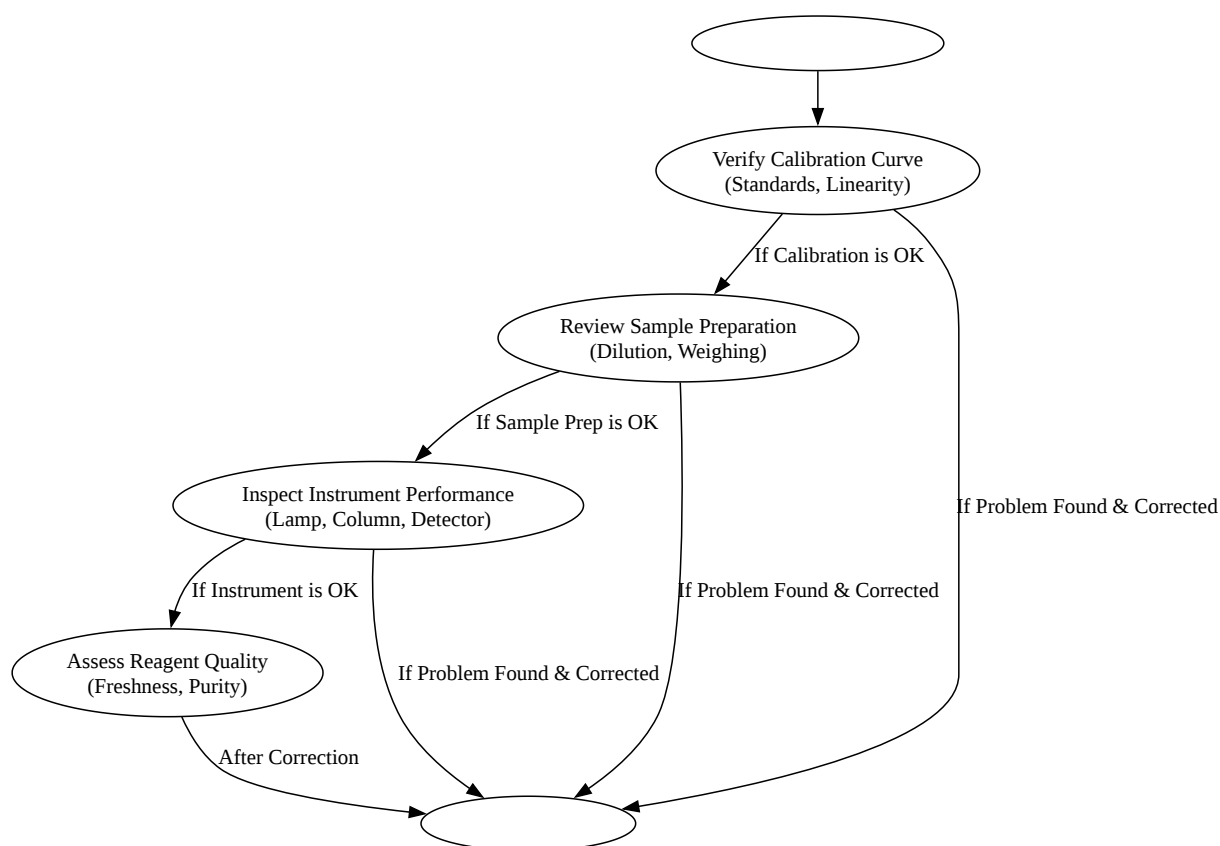 Verify Calibration Curve
(Standards, Linearity)
If Calibration is OK
Review Sample Preparation
(Dilution, Weighing)
If Sample Prep is OK
Inspect Instrument Performance
(Lamp, Column, Detector)
If Problem Found & Corrected
If Instrument is OK
If Problem Found & Corrected
Assess Reagent Quality
(Freshness, Purity)
If Problem Found & Corrected
After Correction